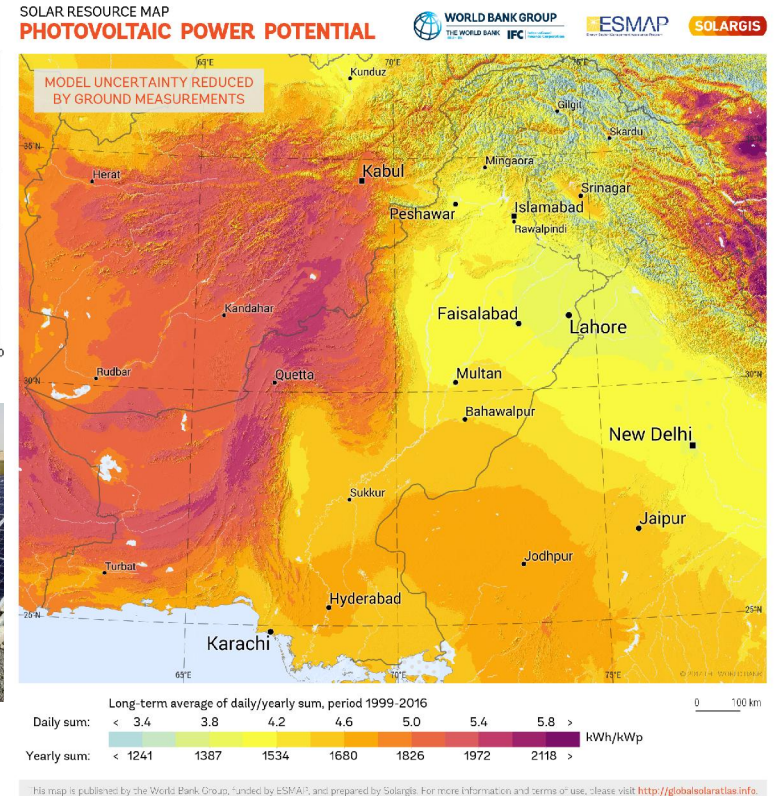 SOLAR RESOURCE MAP
PHOTOVOLTAIC POWER POTENTIAL
WORLD BANK GROUP
THE WORLD BANK IFC
ESMAP
SOLARGIS
MODEL UNCERTAINTY REDUCED
BY GROUND MEASUREMENTS
65°E
70°E
75°E
Kunduz
Gilgit
Skardu
35°N
Mingaora
Herat
Kabul
Srinagar
Peshawar
Islamabad
Rawalpindi
Kandahar
Faisalabad
Lahore
Rudbar
Quetta
Multan
30°N
30°N
Bahawalpur
New Delhi
Sukkur
Jaipur
Jodhpur
Turbat
Hyderabad
25°N
25°N
Karachi
65°E
70°E
75°E
Long-term average of daily/yearly sum, period 1999-2016
0 100 km
Daily sum: < 3.4 3.8 4.2 4.6 5.0 5.4 5.8 >
kWh/kWp
Yearly sum: < 1241 1387 1534 1680 1826 1972 2118 >
This map is published by the World Bank Group, funded by ESMAP, and prepared by Solargis. For more information and terms of use, please visit http://globalsolaratlas.info.